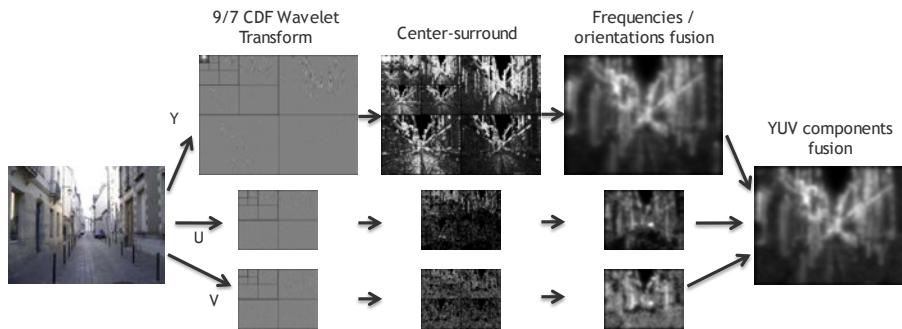 9/7 CDF Wavelet
Transform
Center-surround
Frequencies /
orientations fusion
Y
YUV components
fusion
U
V